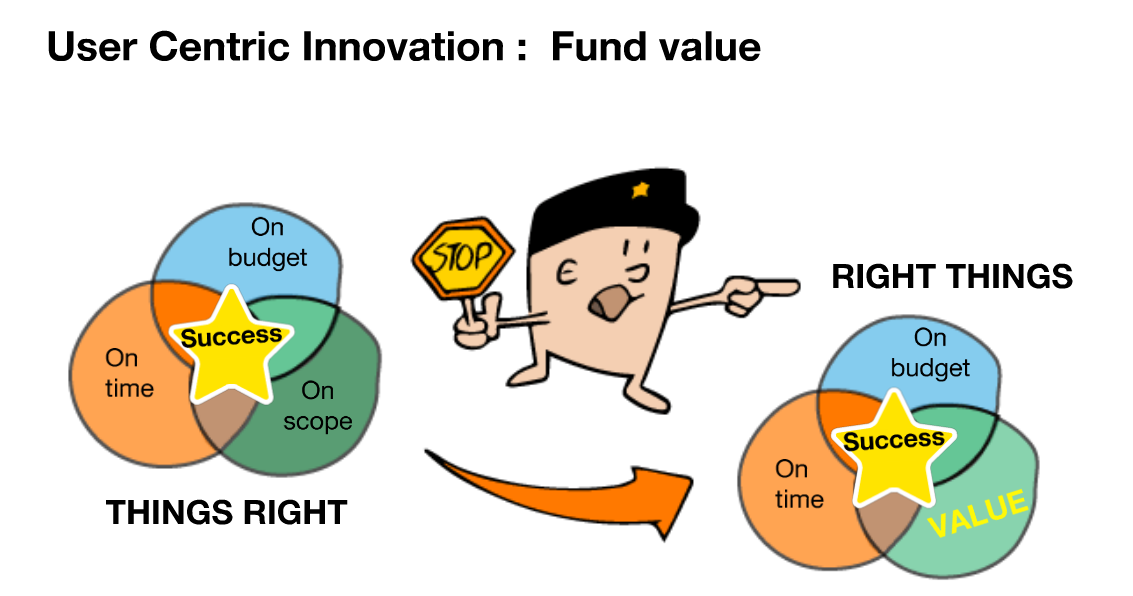 User Centric Innovation :  Fund value
On
budget
Success
On
time
On
scope
THINGS RIGHT
STOP
RIGHT THINGS
On
budget
Success
On
time
VALUE